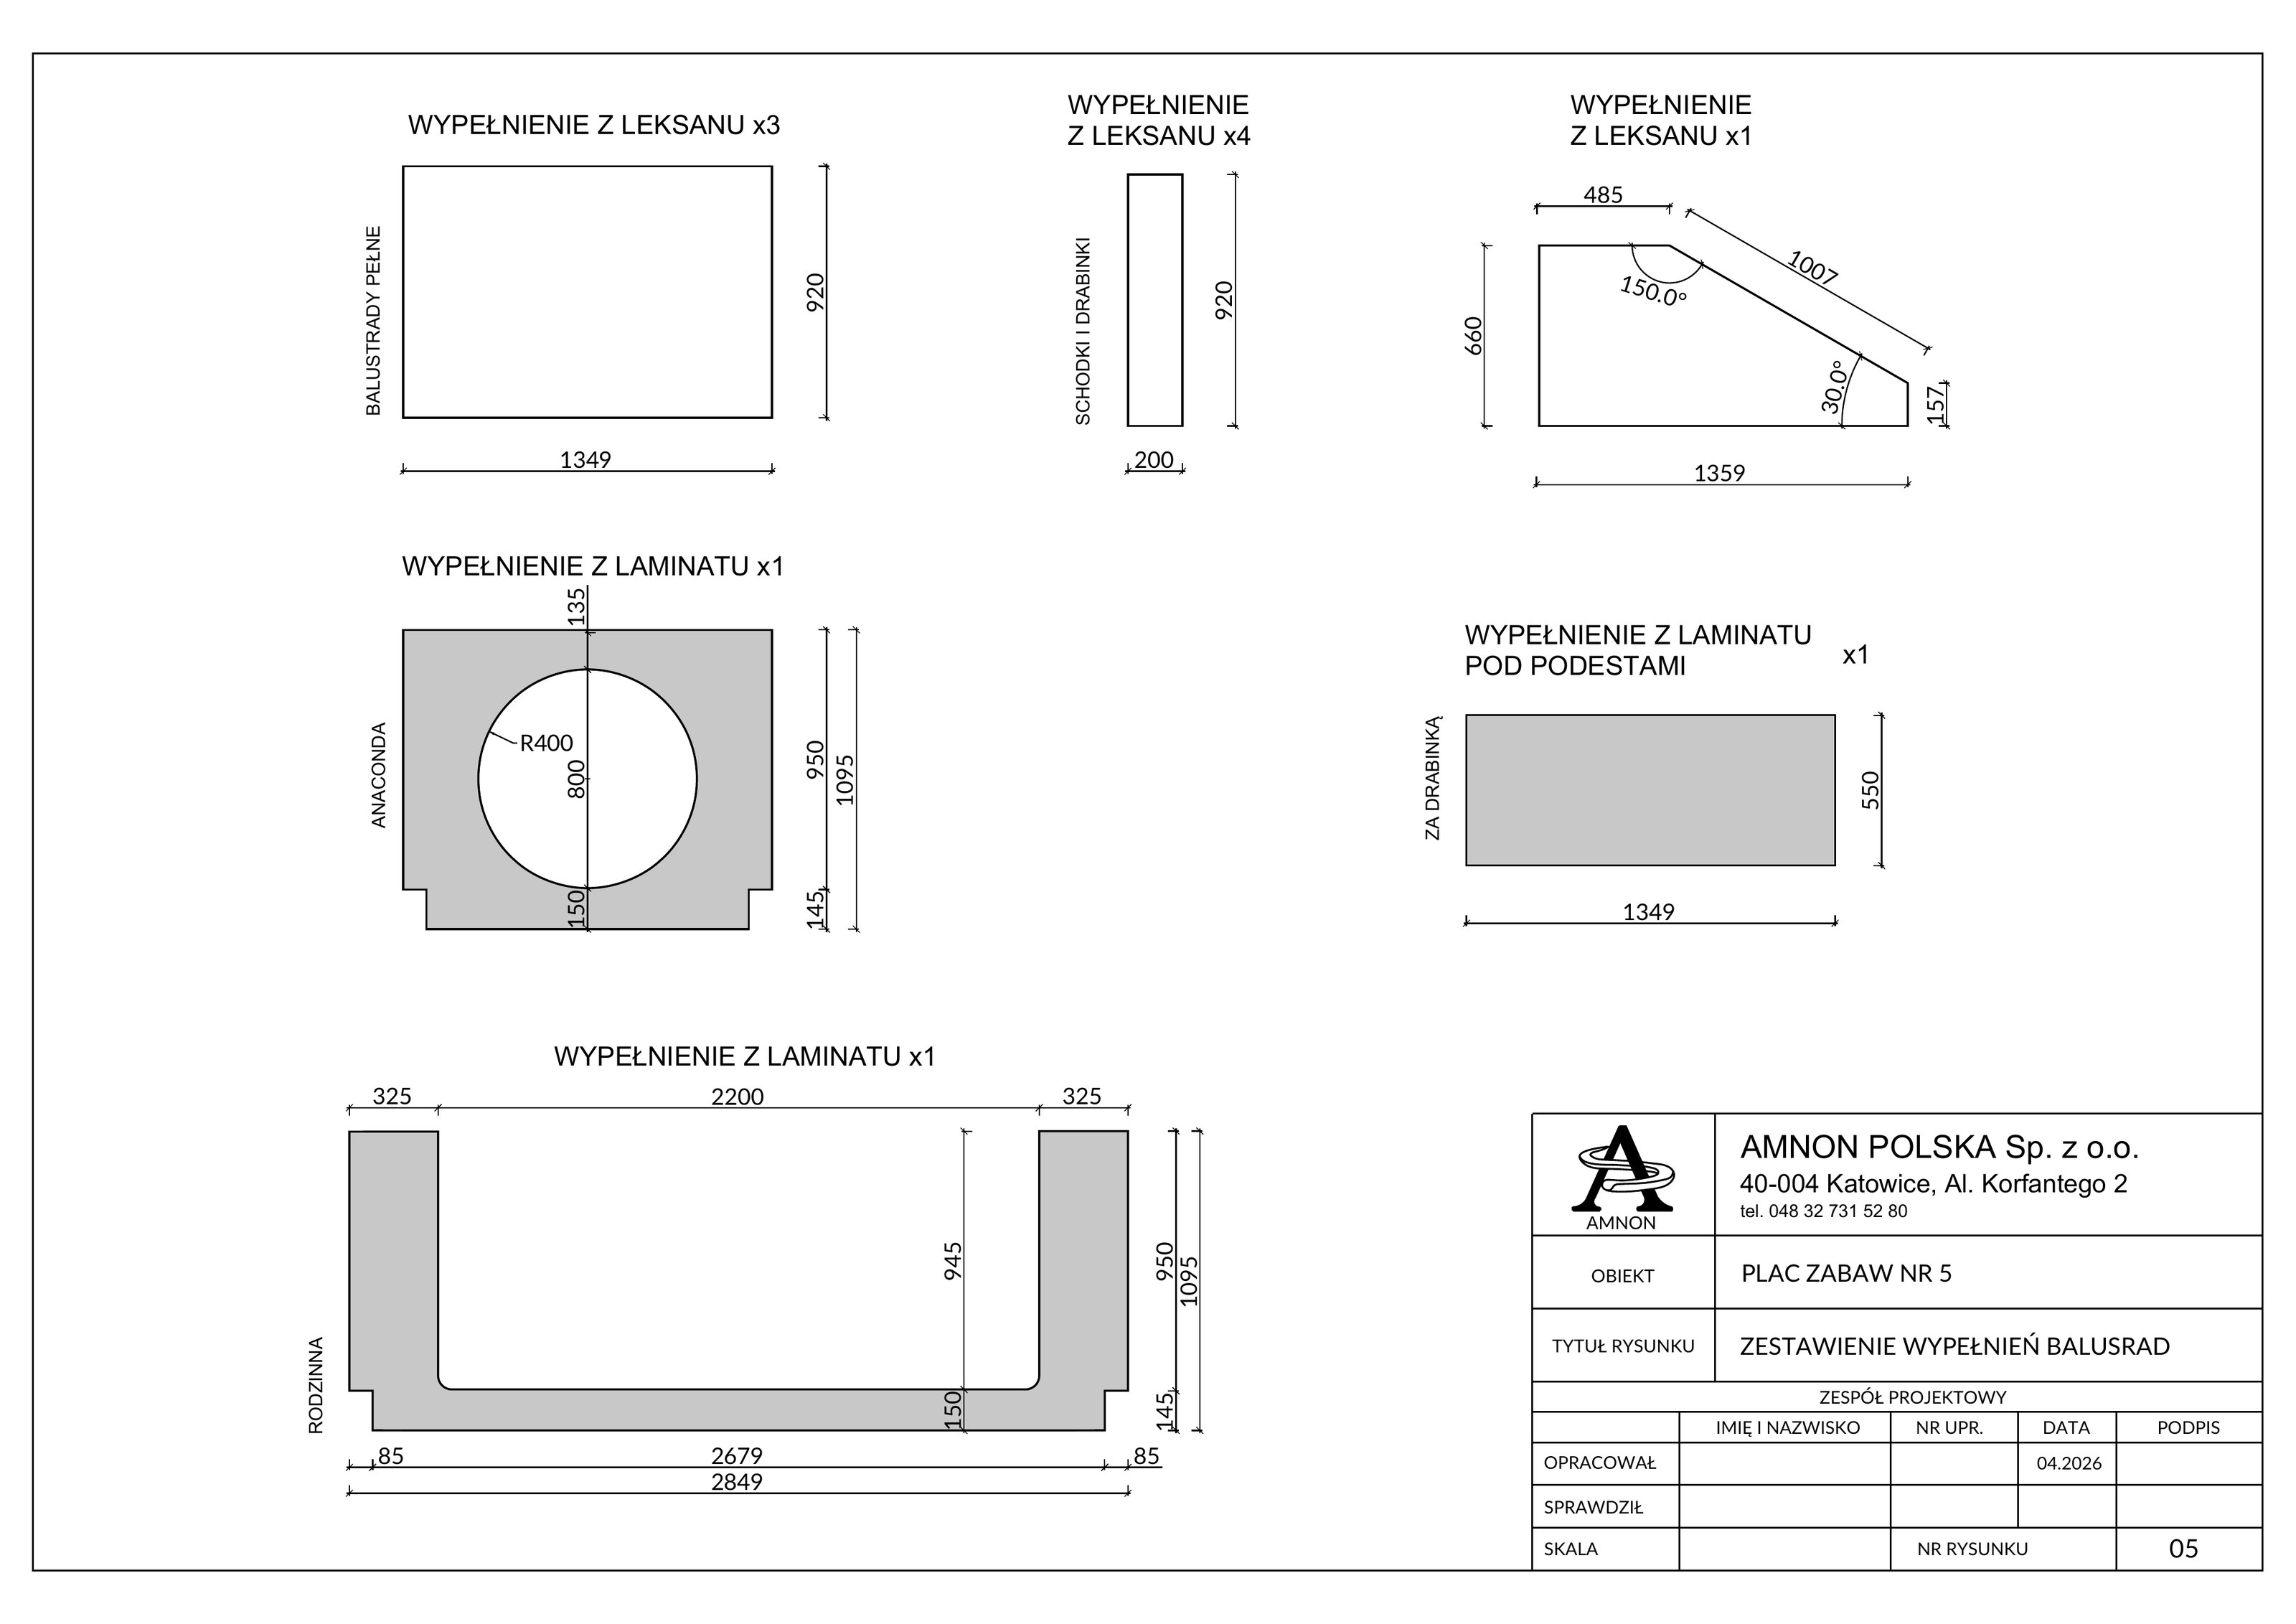 WYPEŁNIENIE Z LEKSANU x3
BALUSTRADY PEŁNE
920
1349
WYPEŁNIENIE
Z LEKSANU x4
SCHODKI I DRABINKI
920
200
WYPEŁNIENIE
Z LEKSANU x1
485
1007
150.0°
660
30.0°
157
1359
WYPEŁNIENIE Z LAMINATU x1
135
ANACONDA
R400
800
950
1095
150
145
WYPEŁNIENIE Z LAMINATU
POD PODESTAMI
x1
ZA DRABINKĄ
550
1349
WYPEŁNIENIE Z LAMINATU x1
325
2200
325
945
950
1095
RODZINNA
150
145
85
2679
85
2849
AMNON
AMNON POLSKA Sp. z o.o.
40-004 Katowice, Al. Korfantego 2
tel. 048 32 731 52 80
OBIEKT
PLAC ZABAW NR 5
TYTUŁ RYSUNKU
ZESTAWIENIE WYPEŁNIEŃ BALUSRAD
ZESPÓŁ PROJEKTOWY
IMIĘ I NAZWISKO
NR UPR.
DATA
PODPIS
OPRACOWAŁ
04.2026
SPRAWDZIŁ
SKALA
NR RYSUNKU
05